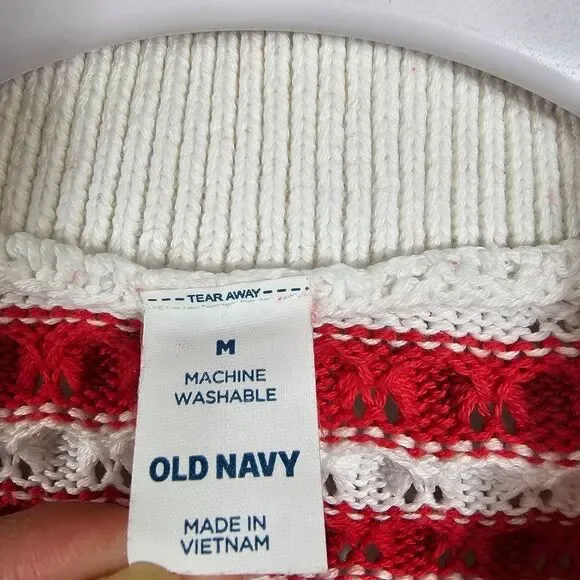 TEAR AWAY
M
MACHINE
WASHABLE
OLD NAVY
MADE IN
VIETNAM